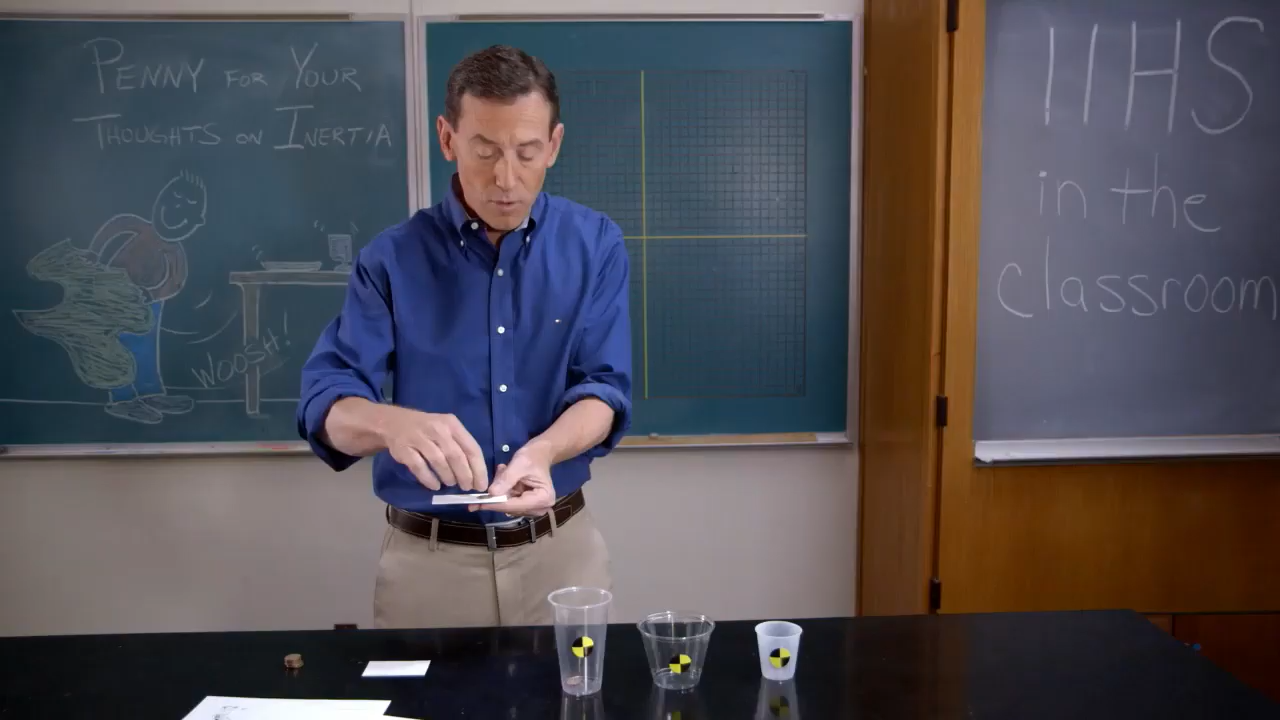 PENNY FOR YOUR
THOUGHTS ON INERTIA
WOOSH!
IIHS
in the
classroom